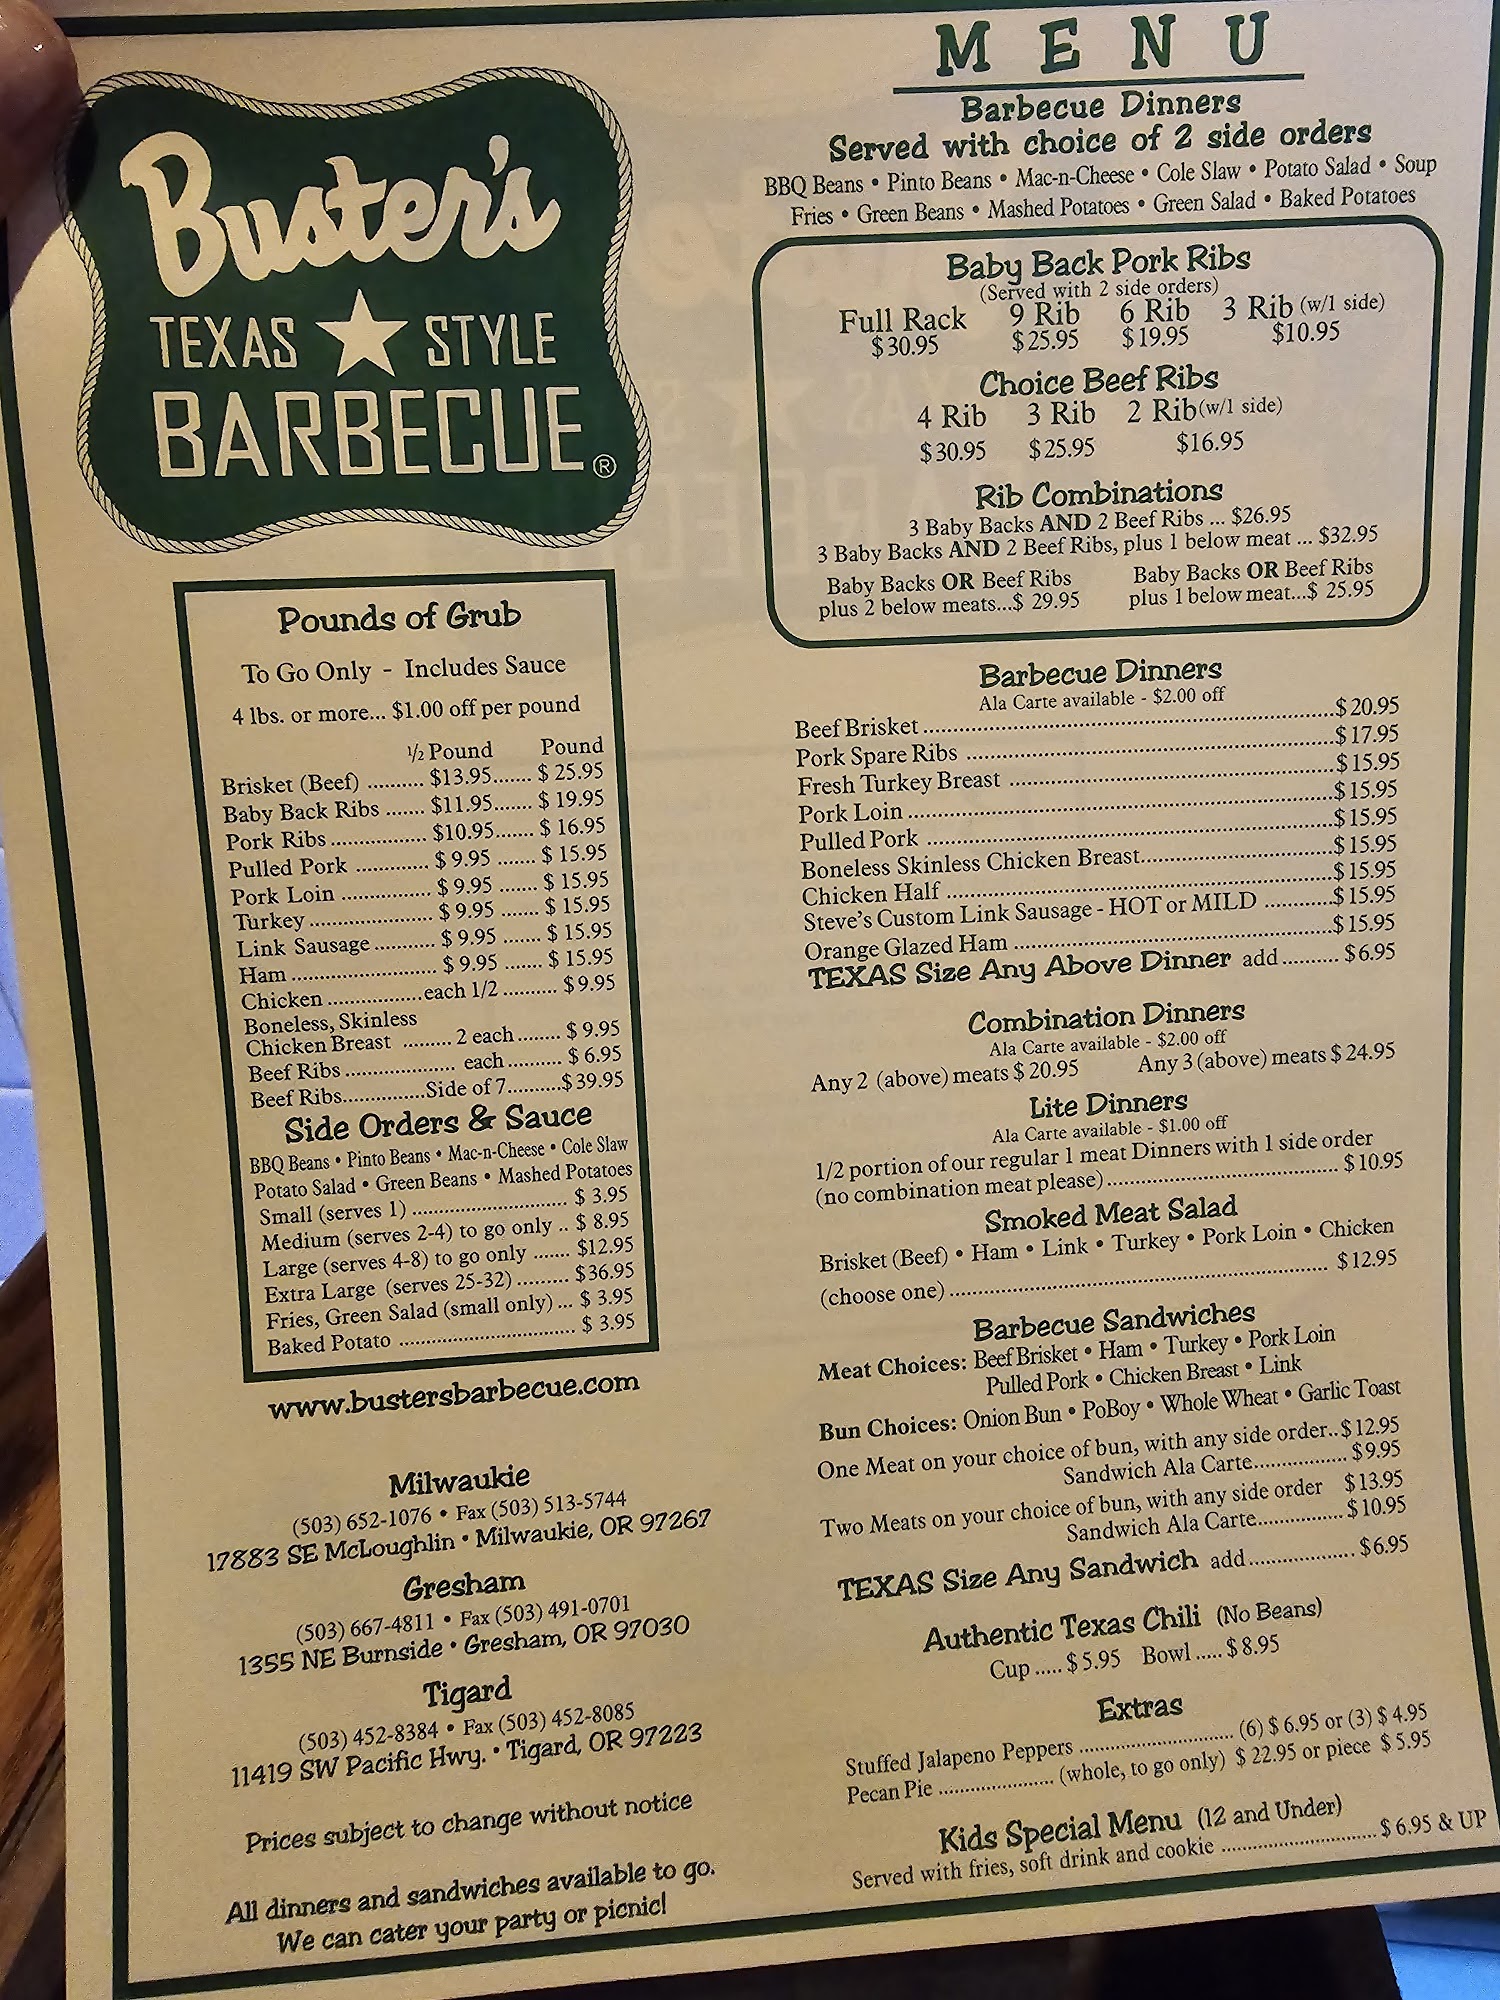 Buster's
TEXAS ★ STYLE
BARBECUE®
Pounds of Grub
To Go Only - Includes Sauce
4 lbs. or more... $1.00 off per pound
1/2 Pound Pound
Brisket (Beef) .......... $13.95....... $ 25.95
Baby Back Ribs ....... $11.95....... $ 19.95
Pork Ribs ................. $10.95....... $ 16.95
Pulled Pork ............. $ 9.95 ....... $ 15.95
Pork Loin ................ $ 9.95 ....... $ 15.95
Turkey ...................... $ 9.95 ....... $ 15.95
Link Sausage ........... $ 9.95 ....... $ 15.95
Ham .......................... $ 9.95 ....... $ 15.95
Chicken .................each 1/2 .......... $9.95
Boneless, Skinless
Chicken Breast ......... 2 each ........ $ 9.95
Beef Ribs .................... each .......... $ 6.95
Beef Ribs...............Side of 7..........$39.95
Side Orders & Sauce
BBQ Beans • Pinto Beans • Mac-n-Cheese • Cole Slaw
Potato Salad • Green Beans • Mashed Potatoes
Small (serves 1) ............................ $ 3.95
Medium (serves 2-4) to go only .. $ 8.95
Large (serves 4-8) to go only ....... $12.95
Extra Large (serves 25-32) ......... $36.95
Fries, Green Salad (small only) ... $ 3.95
Baked Potato ................................ $ 3.95
www.bustersbarbecue.com
Milwaukie
(503) 652-1076 • Fax (503) 513-5744
17883 SE McLoughlin • Milwaukie, OR 97267
Gresham
(503) 667-4811 • Fax (503) 491-0701
1355 NE Burnside • Gresham, OR 97030
Tigard
(503) 452-8384 • Fax (503) 452-8085
11419 SW Pacific Hwy. • Tigard, OR 97223
Prices subject to change without notice
All dinners and sandwiches available to go.
We can cater your party or picnic!
MENU
Barbecue Dinners
Served with choice of 2 side orders
BBQ Beans • Pinto Beans • Mac-n-Cheese • Cole Slaw • Potato Salad • Soup
Fries • Green Beans • Mashed Potatoes • Green Salad • Baked Potatoes
Baby Back Pork Ribs
(Served with 2 side orders)
Full Rack 9 Rib 6 Rib 3 Rib (w/1 side)
$30.95 $25.95 $19.95 $10.95
Choice Beef Ribs
4 Rib 3 Rib 2 Rib(w/1 side)
$30.95 $25.95 $16.95
Rib Combinations
3 Baby Backs AND 2 Beef Ribs ... $26.95
3 Baby Backs AND 2 Beef Ribs, plus 1 below meat ... $32.95
Baby Backs OR Beef Ribs Baby Backs OR Beef Ribs
plus 2 below meats...$ 29.95 plus 1 below meat...$ 25.95
Barbecue Dinners
Ala Carte available - $2.00 off
Beef Brisket ..........................$20.95
Pork Spare Ribs ..........................$17.95
Fresh Turkey Breast ..........................$15.95
Pork Loin ..........................$15.95
Pulled Pork ..........................$15.95
Boneless Skinless Chicken Breast..........................$15.95
Chicken Half ..........................$15.95
Steve's Custom Link Sausage - HOT or MILD ............$15.95
Orange Glazed Ham ..........................$15.95
TEXAS Size Any Above Dinner add .......... $6.95
Combination Dinners
Ala Carte available - $2.00 off
Any 2 (above) meats $ 20.95 Any 3 (above) meats $ 24.95
Lite Dinners
Ala Carte available - $1.00 off
1/2 portion of our regular 1 meat Dinners with 1 side order
(no combination meat please).......................... $10.95
Smoked Meat Salad
Brisket (Beef) • Ham • Link • Turkey • Pork Loin • Chicken
(choose one).......................... $12.95
Barbecue Sandwiches
Meat Choices: Beef Brisket • Ham • Turkey • Pork Loin
Pulled Pork • Chicken Breast • Link
Bun Choices: Onion Bun • PoBoy • Whole Wheat • Garlic Toast
One Meat on your choice of bun, with any side order..$12.95
Sandwich Ala Carte................ $9.95
Two Meats on your choice of bun, with any side order $13.95
Sandwich Ala Carte............... $10.95
TEXAS Size Any Sandwich add................... $6.95
Authentic Texas Chili (No Beans)
Cup ..... $5.95 Bowl ..... $8.95
Extras
Stuffed Jalapeno Peppers .......................... (6) $ 6.95 or (3) $ 4.95
Pecan Pie ..................... (whole, to go only) $ 22.95 or piece $ 5.95
Kids Special Menu (12 and Under)
Served with fries, soft drink and cookie ..........................$ 6.95 & UP